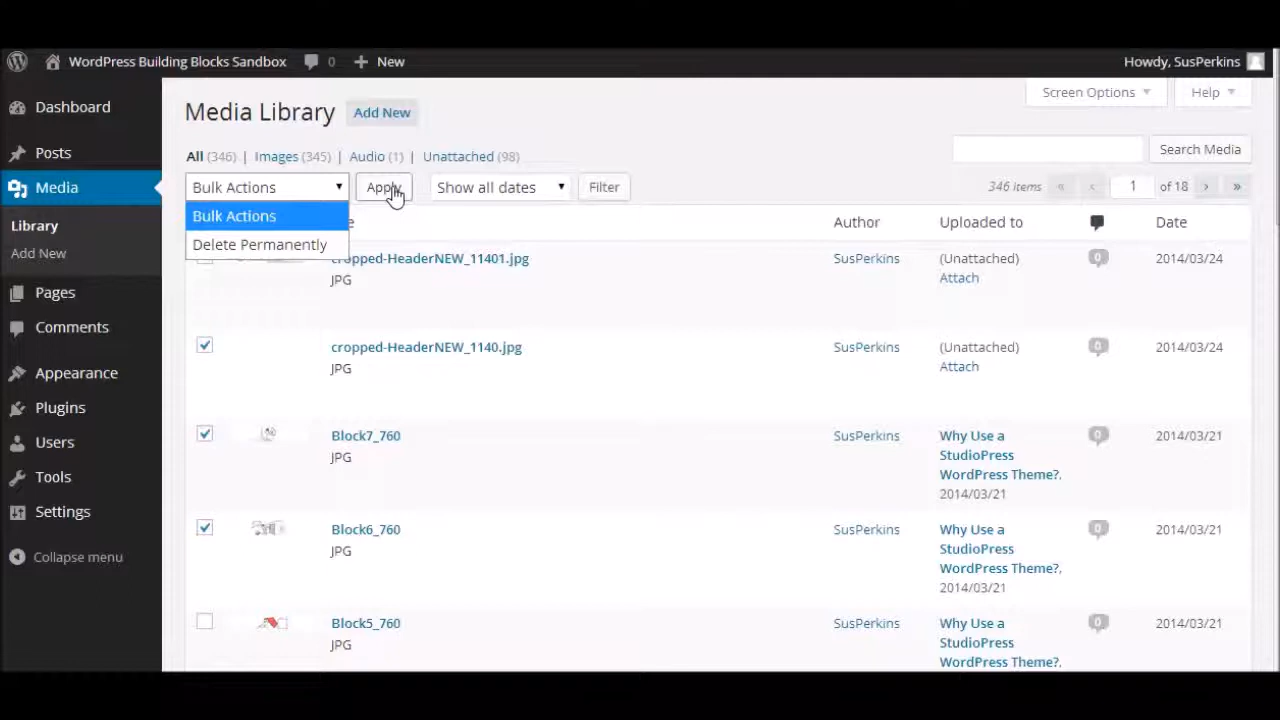 WordPress Building Blocks Sandbox 0 + New Howdy, SusPerkins
Dashboard
Posts
Media
Library
Add New
Pages
Comments
Appearance
Plugins
Users
Tools
Settings
Collapse menu
Screen Options Help
Media Library Add New
All (346) | Images (345) | Audio (1) | Unattached (98)
Search Media
Bulk Actions Apply Show all dates Filter 346 items « ‹ 1 of 18 › »
Bulk Actions
Delete Permanently
Author Uploaded to Date
cropped-HeaderNEW_11401.jpg SusPerkins (Unattached) 0 2014/03/24
JPG Attach
cropped-HeaderNEW_1140.jpg SusPerkins (Unattached) 0 2014/03/24
JPG Attach
Block7_760 SusPerkins Why Use a 0 2014/03/21
JPG StudioPress
WordPress Theme?,
2014/03/21
Block6_760 SusPerkins Why Use a 0 2014/03/21
JPG StudioPress
WordPress Theme?,
2014/03/21
Block5_760 SusPerkins Why Use a 0 2014/03/21
JPG StudioPress
WordPress Theme?,